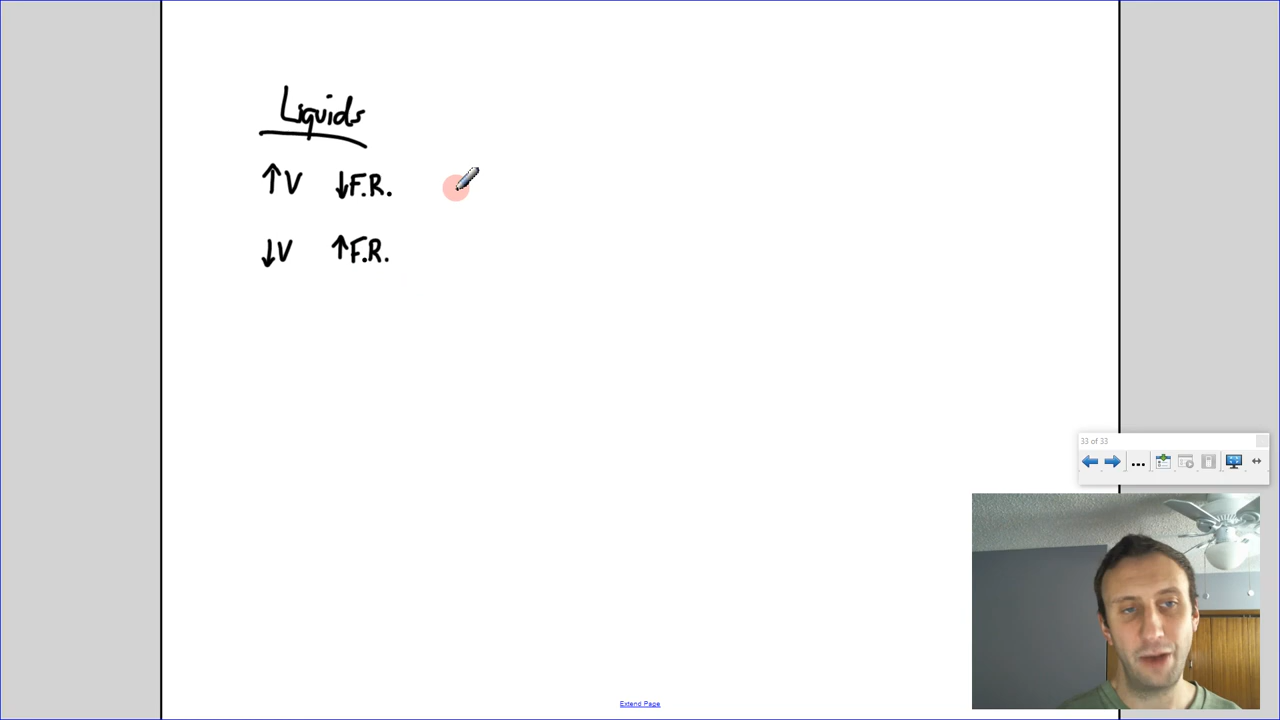 Liquids
↑V ↓F.R.
↓V ↑F.R.
33 of 33
...
Extend Page